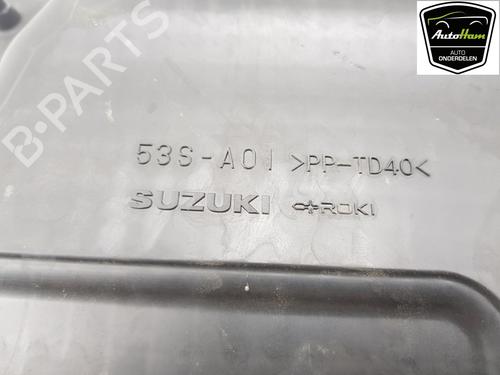 AutoHam
AUTO
ONDERDELEN
53S-A01 >PP-TD40<
SUZUKI ROKI
B-PARTS